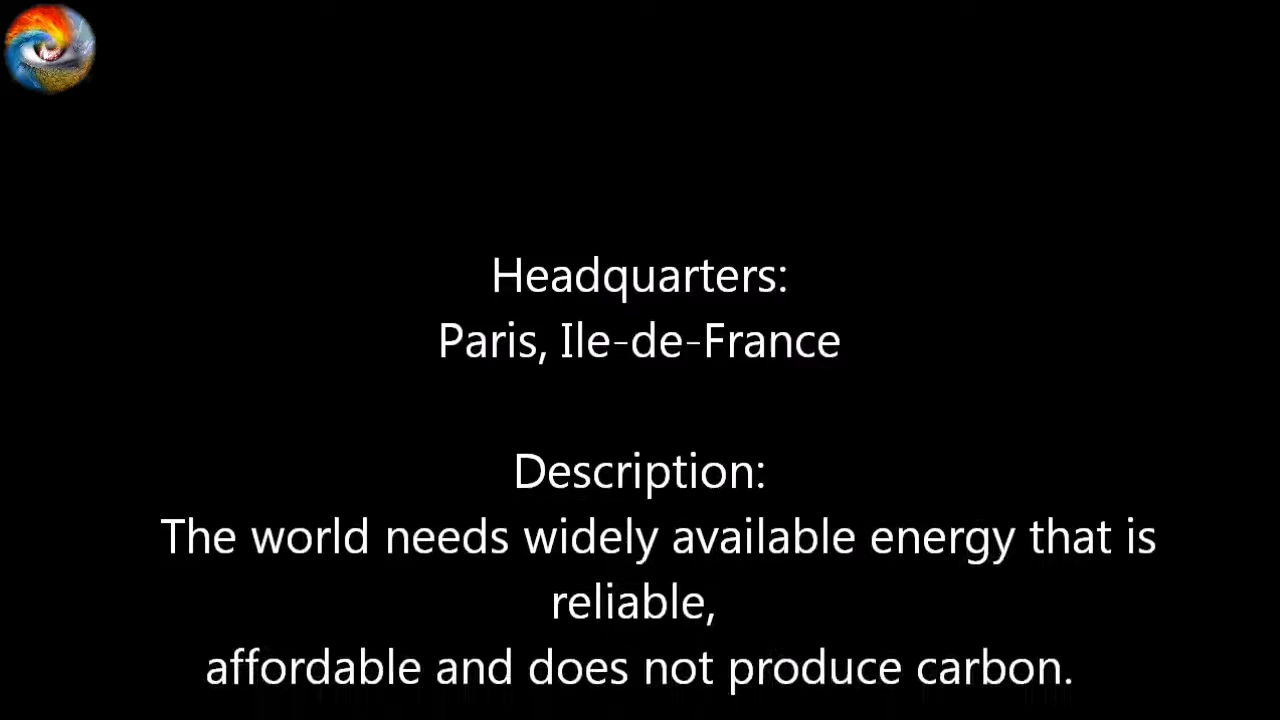 Headquarters:
Paris, Ile-de-France
Description:
The world needs widely available energy that is
reliable,
affordable and does not produce carbon.